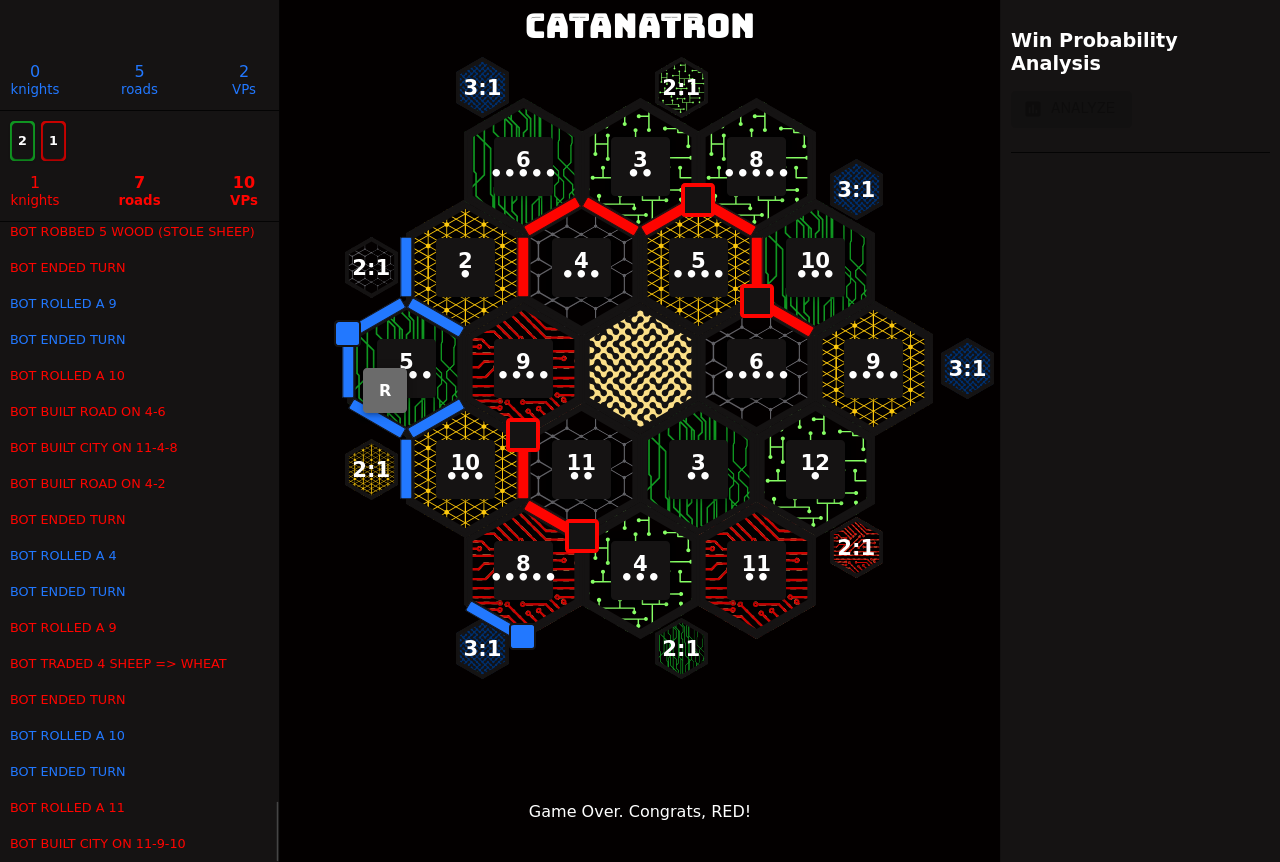 CATANATRON
0 5 2
knights roads VPs
2 1
1 7 10
knights roads VPs
BOT ROBBED 5 WOOD (STOLE SHEEP)
BOT ENDED TURN
BOT ROLLED A 9
BOT ENDED TURN
BOT ROLLED A 10
BOT BUILT ROAD ON 4-6
BOT BUILT CITY ON 11-4-8
BOT BUILT ROAD ON 4-2
BOT ENDED TURN
BOT ROLLED A 4
BOT ENDED TURN
BOT ROLLED A 9
BOT TRADED 4 SHEEP => WHEAT
BOT ENDED TURN
BOT ROLLED A 10
BOT ENDED TURN
BOT ROLLED A 11
BOT BUILT CITY ON 11-9-10
3:1 2:1
6 3 8
3:1
2:1 2 4 5 10
5 9 6 9 3:1
R
2:1 10 11 3 12
2:1
8 4 11
3:1 2:1
Game Over. Congrats, RED!
Win Probability
Analysis
ANALYZE